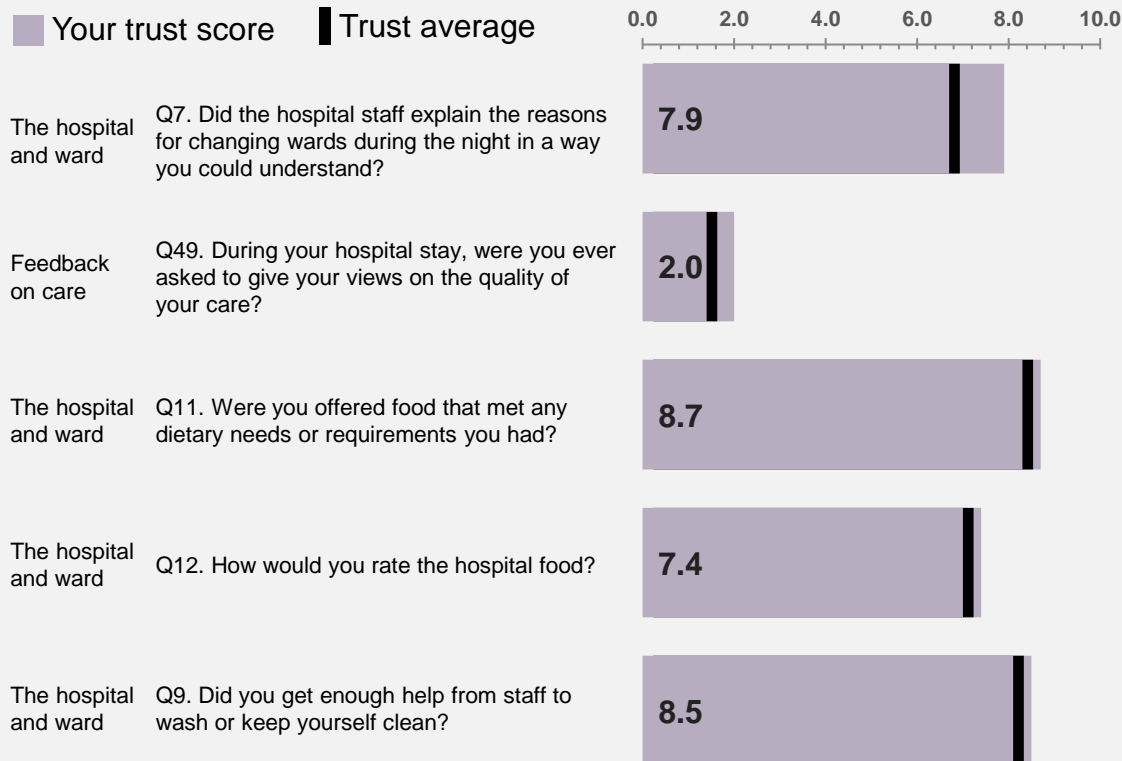 Your trust score
Trust average
0.0 2.0 4.0 6.0 8.0 10.0
The hospital
and ward
Q7. Did the hospital staff explain the reasons
for changing wards during the night in a way
you could understand?
7.9
Feedback
on care
Q49. During your hospital stay, were you ever
asked to give your views on the quality of
your care?
2.0
The hospital
and ward
Q11. Were you offered food that met any
dietary needs or requirements you had?
8.7
The hospital
and ward
Q12. How would you rate the hospital food?
7.4
The hospital
and ward
Q9. Did you get enough help from staff to
wash or keep yourself clean?
8.5